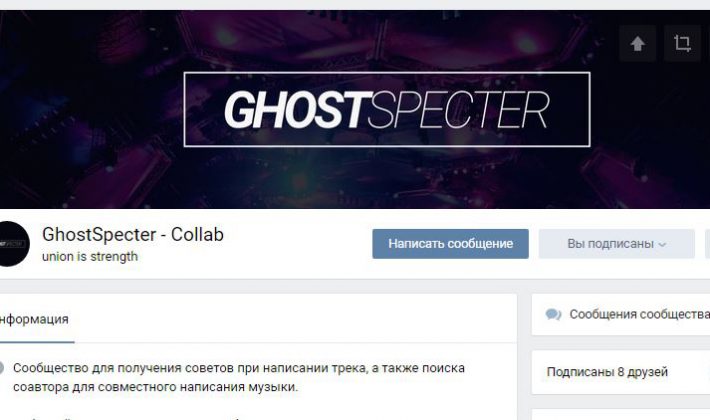 GHOSTSPECTER
GhostSpecter - Collab
union is strength
Написать сообщение
Вы подписаны
Сообщения сообщества
Подписаны 8 друзей
Сообщество для получения советов при написании трека, а также поиска
соавтора для совместного написания музыки.